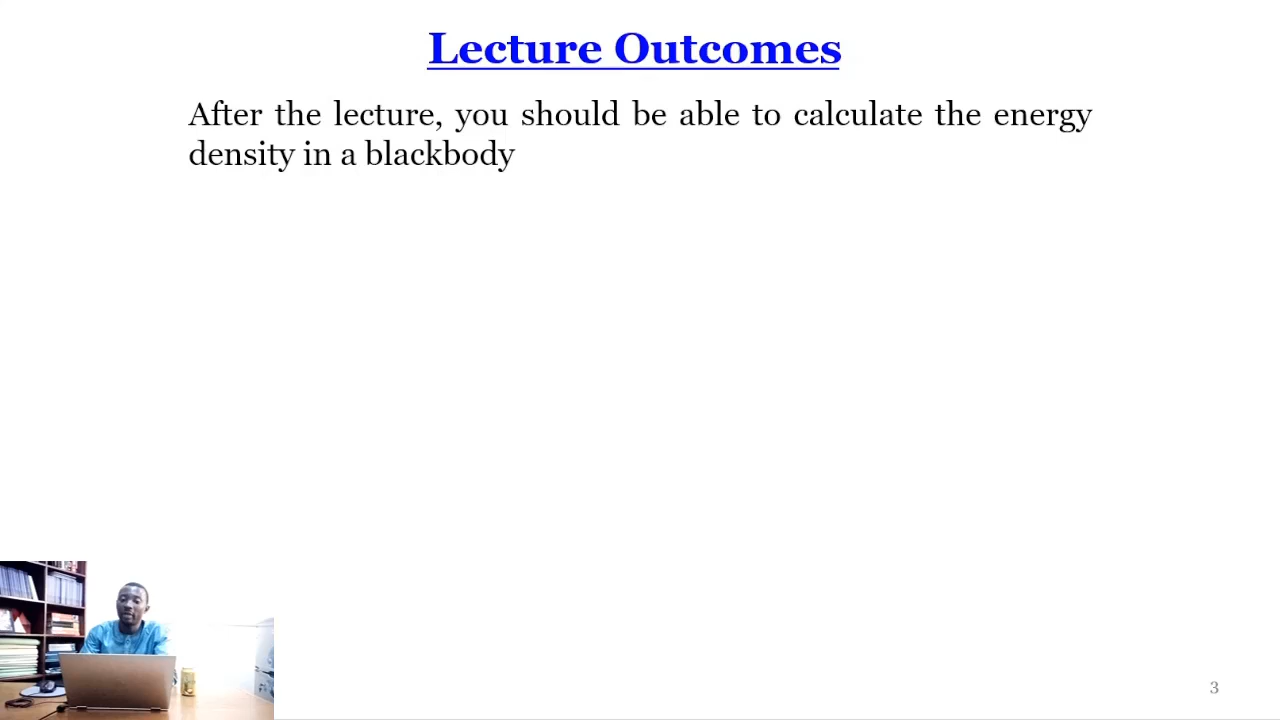 Lecture Outcomes
After the lecture, you should be able to calculate the energy
density in a blackbody
3